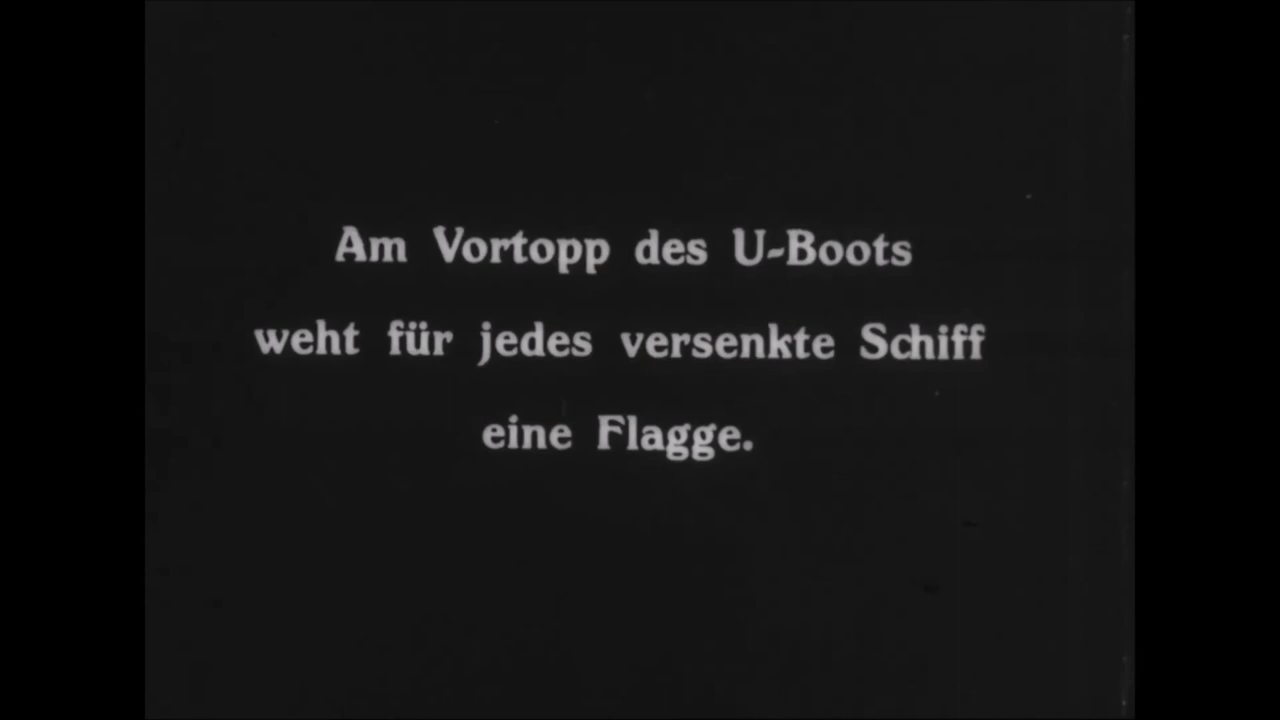 Am Vortopp des U-Boots
weht für jedes versenkte Schiff
eine Flagge.